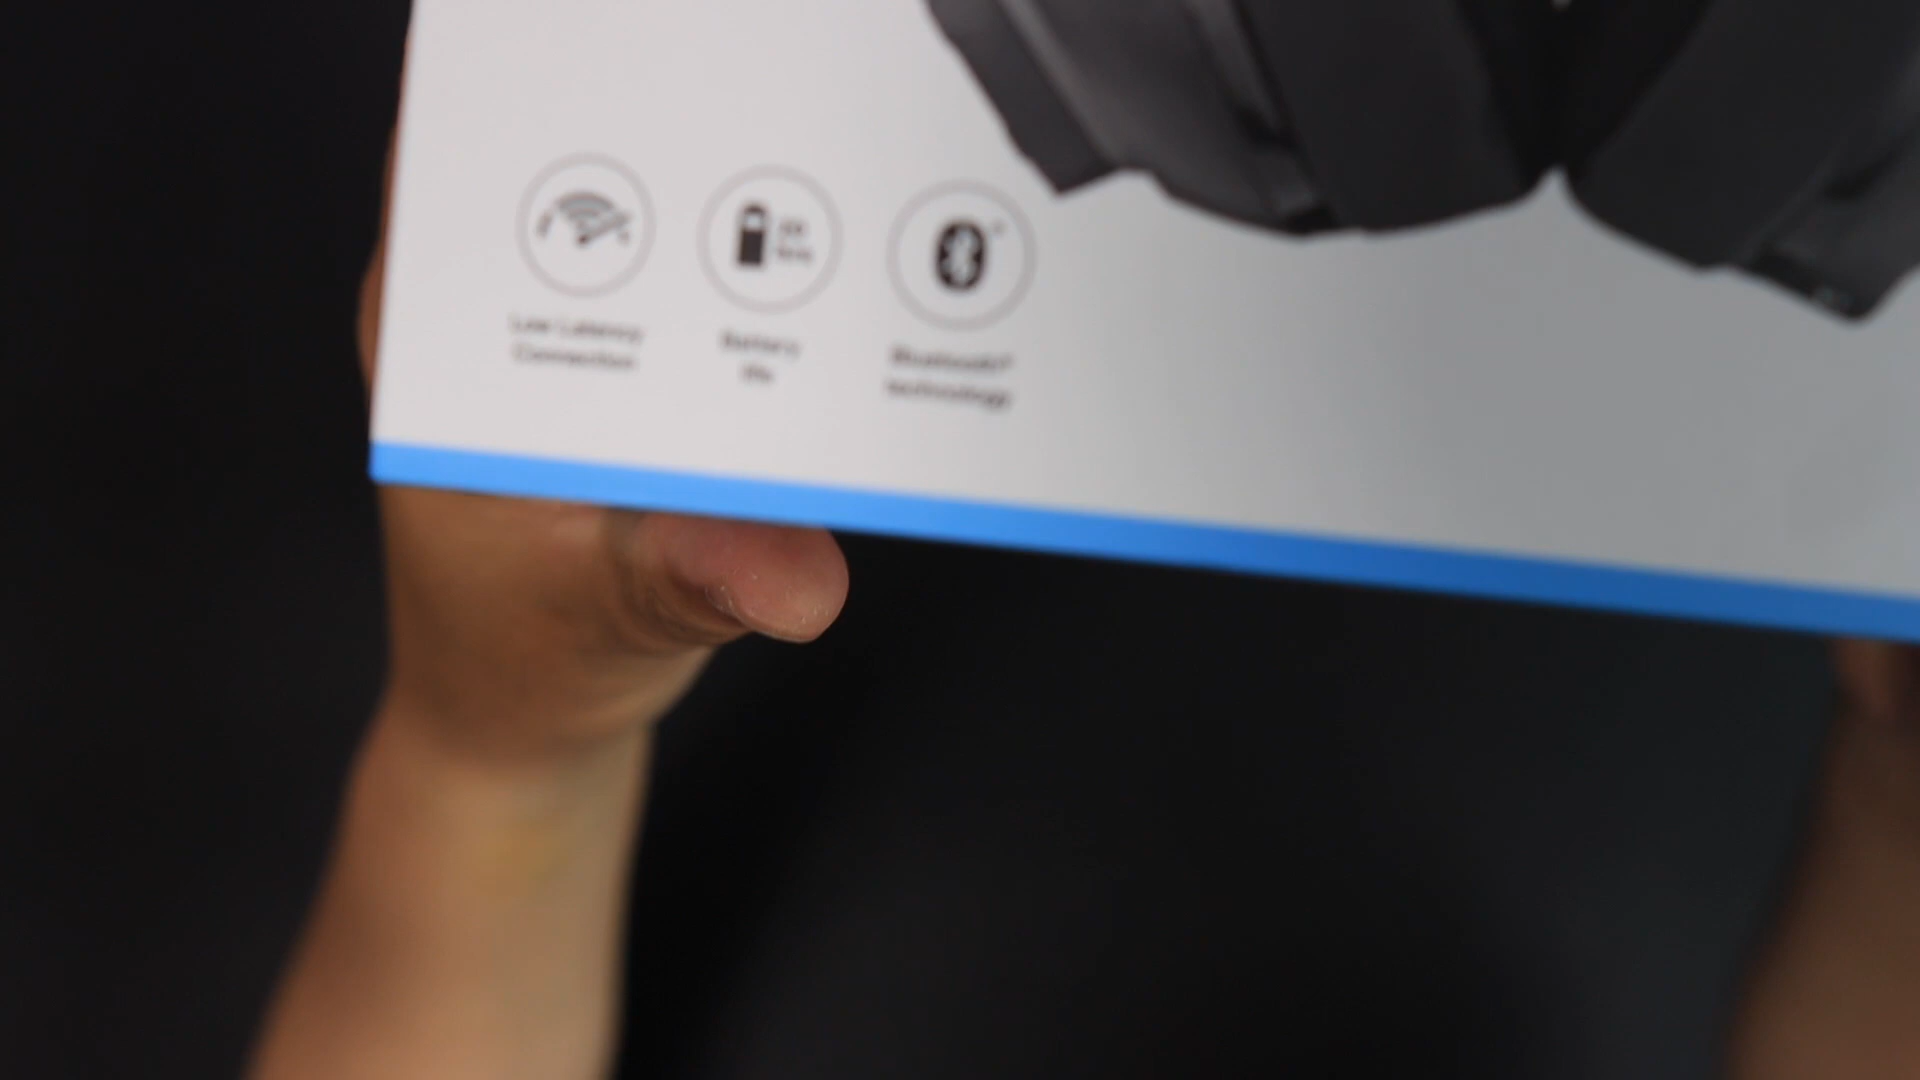 Low Latency
Connection
Battery
life
Bluetooth®
technology